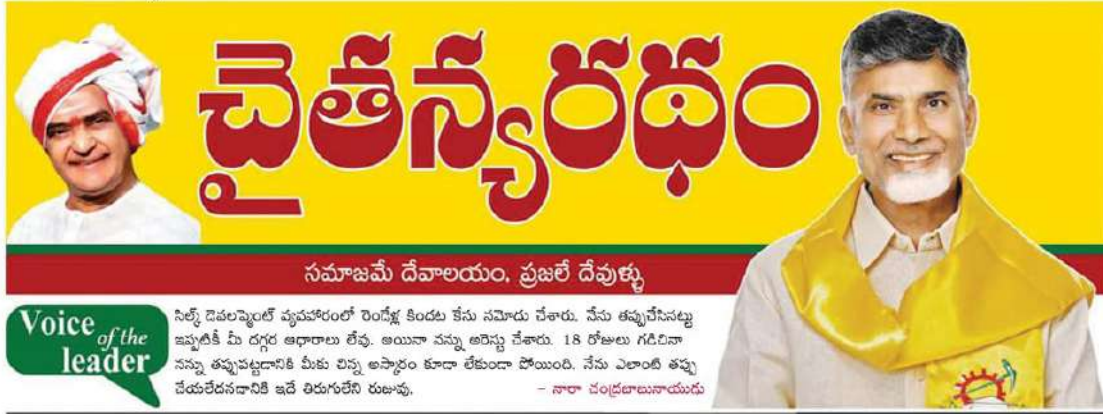 చైతన్యరథం
సమాజమే దేవాలయం, ప్రజలే దేవుళ్ళు
Voice of the leader
సిల్క్ డెవలప్మెంట్ వ్యవహారంలో రెండేళ్ల కిందట కేసు నమోదు చేశారు. నేను తప్పుచేసినట్టు
ఇప్పటికీ మీ దగ్గర ఆధారాలు లేవు. అయినా నన్ను అరెస్టు చేశారు. 18 రోజులు గడిచినా
నన్ను తప్పుపట్టడానికి మీకు చిన్న అస్కారం కూడా లేకుండా పోయింది. నేను ఎలాంటి తప్పు
చేయలేదనడానికి ఇదే తిరుగులేని రుజువు.
- నారా చంద్రబాబునాయుడు